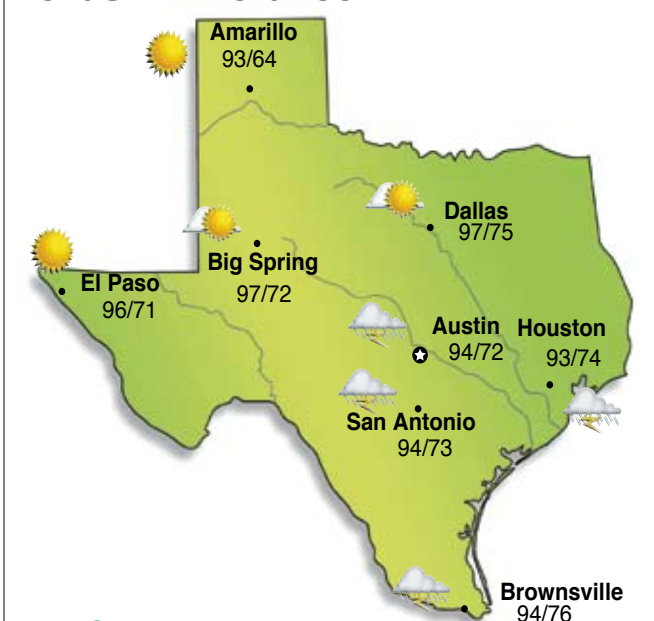 Amarillo
93/64
Dallas
97/75
Big Spring
97/72
El Paso
96/71
Austin
94/72
Houston
93/74
San Antonio
94/73
Brownsville
94/76